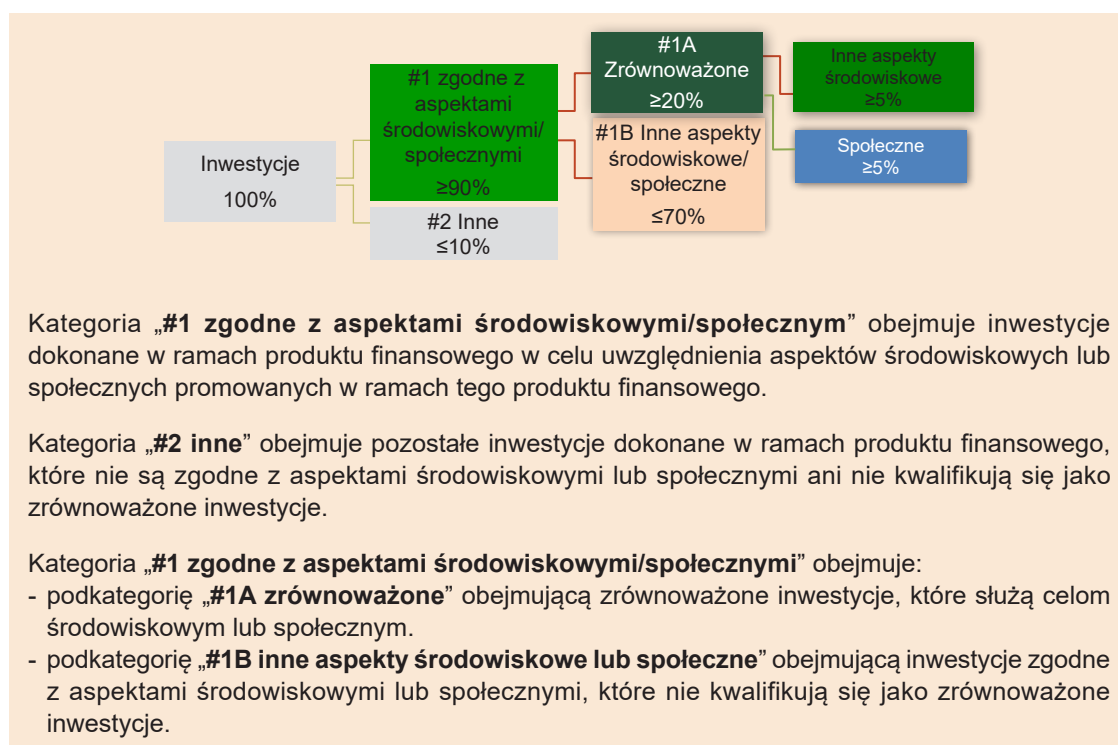 Inwestycje
100%
#1 zgodne z
aspektami
środowiskowymi/
społecznymi
≥90%
#2 Inne
≤10%
#1A
Zrównoważone
≥20%
#1B Inne aspekty
środowiskowe/
społeczne
≤70%
Inne aspekty
środowiskowe
≥5%
Społeczne
≥5%
Kategoria „#1 zgodne z aspektami środowiskowymi/społecznym” obejmuje inwestycje
dokonane w ramach produktu finansowego w celu uwzględnienia aspektów środowiskowych lub
społecznych promowanych w ramach tego produktu finansowego.
Kategoria „#2 inne” obejmuje pozostałe inwestycje dokonane w ramach produktu finansowego,
które nie są zgodne z aspektami środowiskowymi lub społecznymi ani nie kwalifikują się jako
zrównoważone inwestycje.
Kategoria „#1 zgodne z aspektami środowiskowymi/społecznymi” obejmuje:
- podkategorię „#1A zrównoważone” obejmującą zrównoważone inwestycje, które służą celom
środowiskowym lub społecznym.
- podkategorię „#1B inne aspekty środowiskowe lub społeczne” obejmującą inwestycje zgodne
z aspektami środowiskowymi lub społecznymi, które nie kwalifikują się jako zrównoważone
inwestycje.